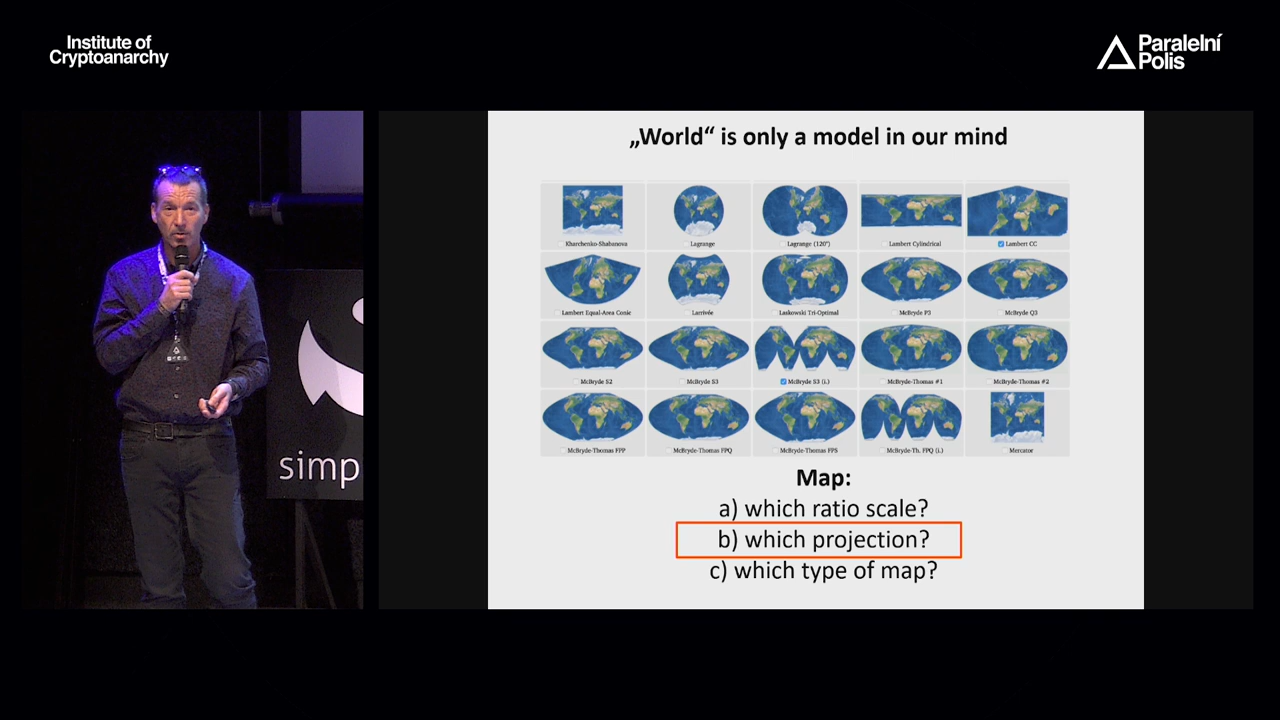 Institute of
Cryptoanarchy
Paralelní
Polis
„World“ is only a model in our mind
Kharchenko-Shabanova
Lagrange
Lagrange (120°)
Lambert Cylindrical
Lambert CC
Lambert Equal-Area Conic
Larrivée
Laskowski Tri-Optimal
McBryde P3
McBryde Q3
McBryde S2
McBryde S3
McBryde S3 (i.)
McBryde-Thomas #1
McBryde-Thomas #2
McBryde-Thomas FPP
McBryde-Thomas FPQ
McBryde-Thomas FPS
McBryde-Th. FPQ (i.)
Mercator
Map:
a) which ratio scale?
b) which projection?
c) which type of map?
simp